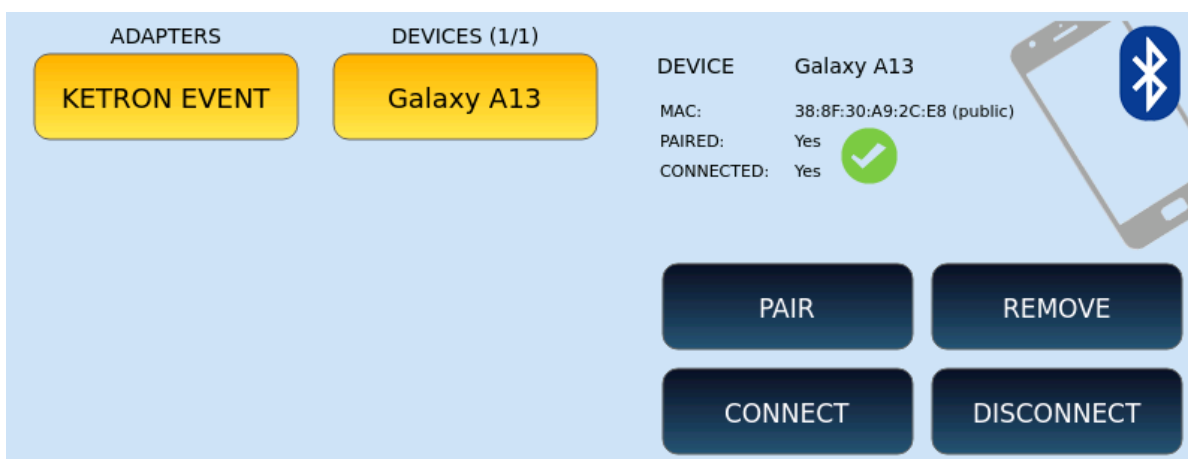 ADAPTERS
KETRON EVENT
DEVICES (1/1)
Galaxy A13
DEVICE Galaxy A13
MAC: 38:8F:30:A9:2C:E8 (public)
PAIRED: Yes
CONNECTED: Yes
PAIR
REMOVE
CONNECT
DISCONNECT